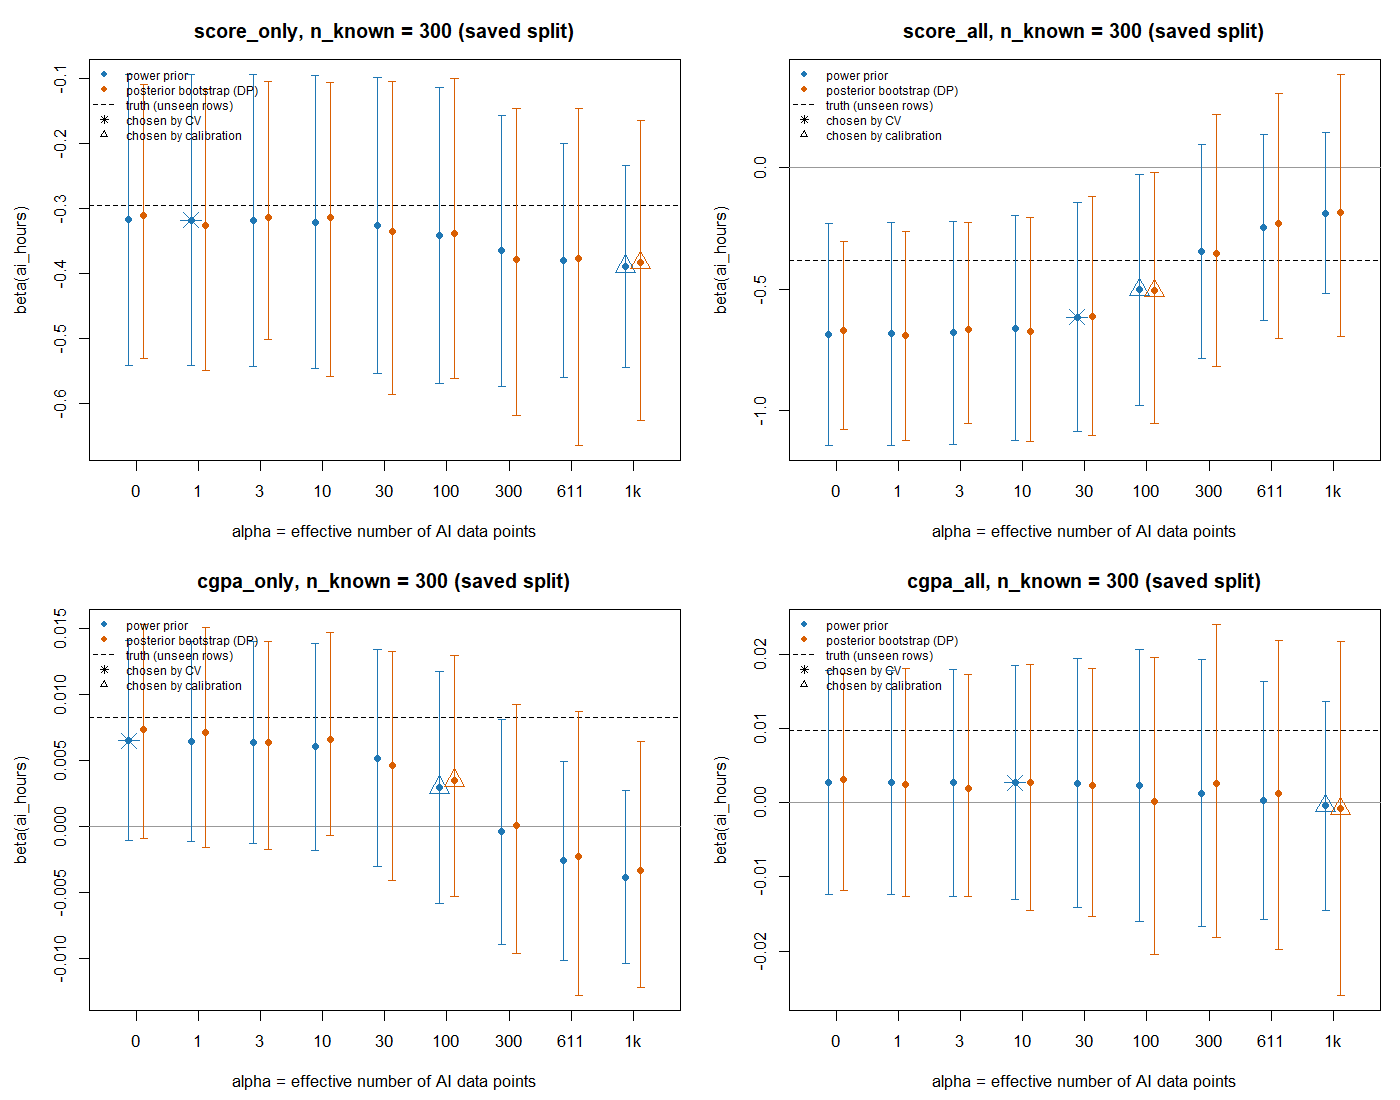 score_only, n_known = 300 (saved split)
power prior
posterior bootstrap (DP)
truth (unseen rows)
chosen by CV
chosen by calibration
beta(ai_hours)
-0.1
-0.2
-0.3
-0.4
-0.5
-0.6
0 1 3 10 30 100 300 611 1k
alpha = effective number of AI data points
score_all, n_known = 300 (saved split)
power prior
posterior bootstrap (DP)
truth (unseen rows)
chosen by CV
chosen by calibration
beta(ai_hours)
0.0
-0.5
-1.0
0 1 3 10 30 100 300 611 1k
alpha = effective number of AI data points
cgpa_only, n_known = 300 (saved split)
power prior
posterior bootstrap (DP)
truth (unseen rows)
chosen by CV
chosen by calibration
beta(ai_hours)
0.015
0.010
0.005
0.000
-0.005
-0.010
0 1 3 10 30 100 300 611 1k
alpha = effective number of AI data points
cgpa_all, n_known = 300 (saved split)
power prior
posterior bootstrap (DP)
truth (unseen rows)
chosen by CV
chosen by calibration
beta(ai_hours)
0.02
0.01
0.00
-0.01
-0.02
0 1 3 10 30 100 300 611 1k
alpha = effective number of AI data points